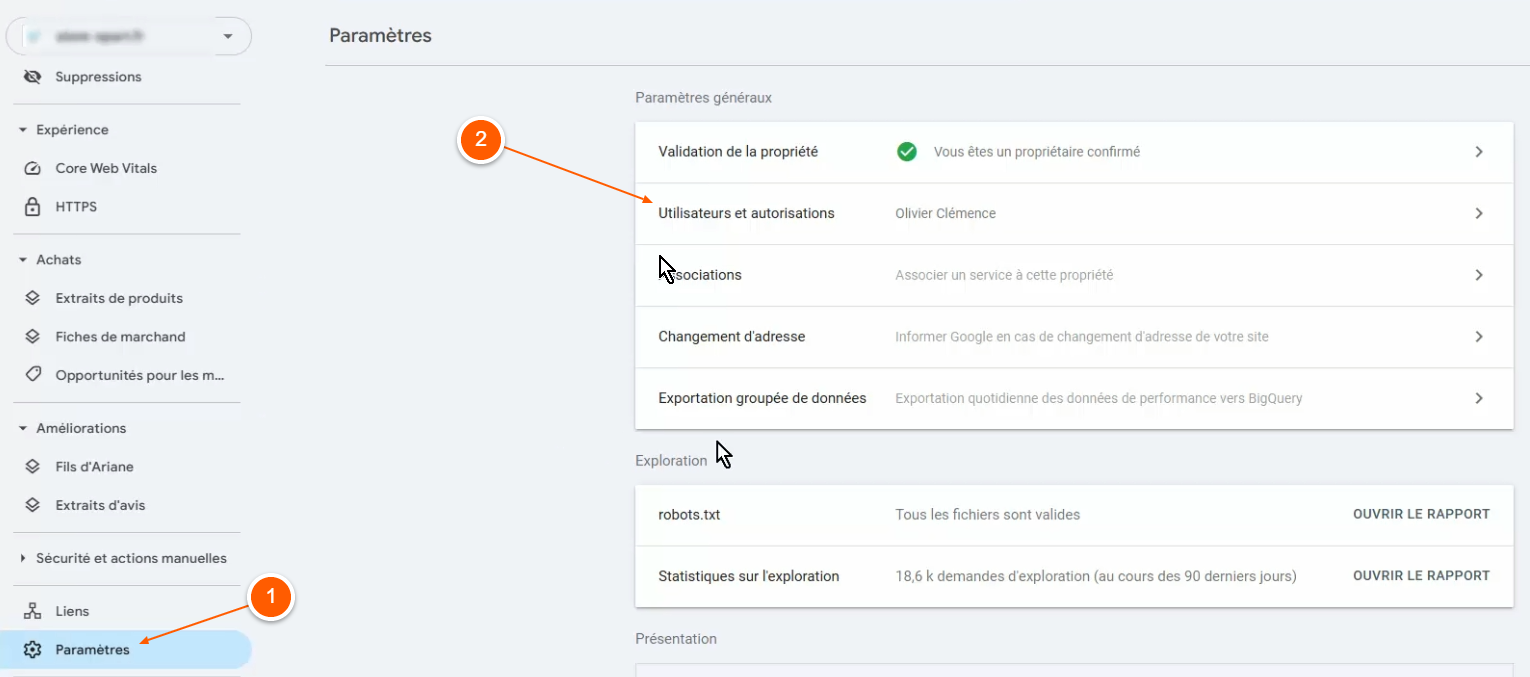 Paramètres
Suppressions
Expérience
Core Web Vitals
HTTPS
Achats
Extraits de produits
Fiches de marchand
Opportunités pour les m...
Améliorations
Fils d'Ariane
Extraits d'avis
Sécurité et actions manuelles
Liens
Paramètres
1
2
Paramètres généraux
Validation de la propriété Vous êtes un propriétaire confirmé
Utilisateurs et autorisations Olivier Clémence
ssociations Associer un service à cette propriété
Changement d'adresse Informer Google en cas de changement d'adresse de votre site
Exportation groupée de données Exportation quotidienne des données de performance vers BigQuery
Exploration
robots.txt Tous les fichiers sont valides OUVRIR LE RAPPORT
Statistiques sur l'exploration 18,6 k demandes d'exploration (au cours des 90 derniers jours) OUVRIR LE RAPPORT
Présentation